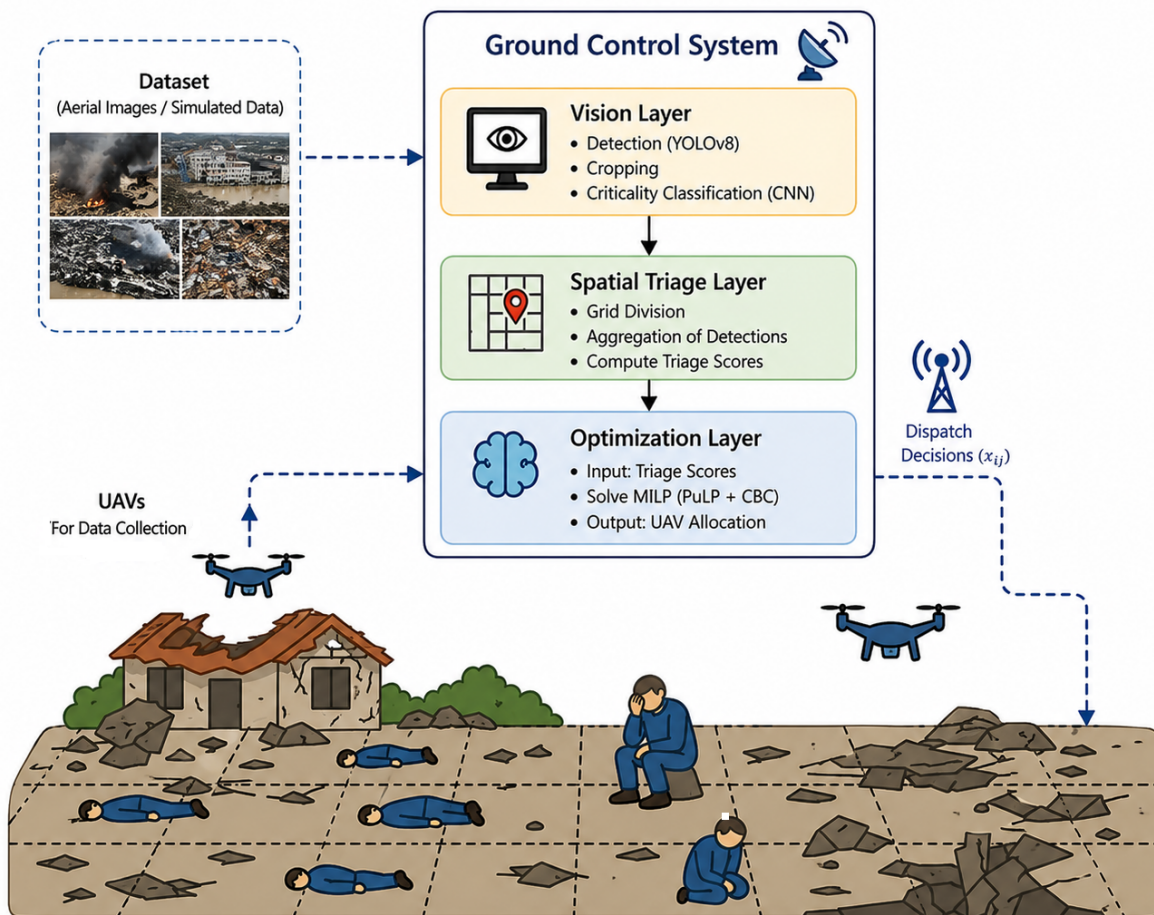 Ground Control System
Dataset
(Aerial Images / Simulated Data)
Vision Layer
• Detection (YOLOv8)
• Cropping
• Criticality Classification (CNN)
Spatial Triage Layer
• Grid Division
• Aggregation of Detections
• Compute Triage Scores
Optimization Layer
• Input: Triage Scores
• Solve MILP (PuLP + CBC)
• Output: UAV Allocation
Dispatch
Decisions (x_{ij})
UAVs
For Data Collection